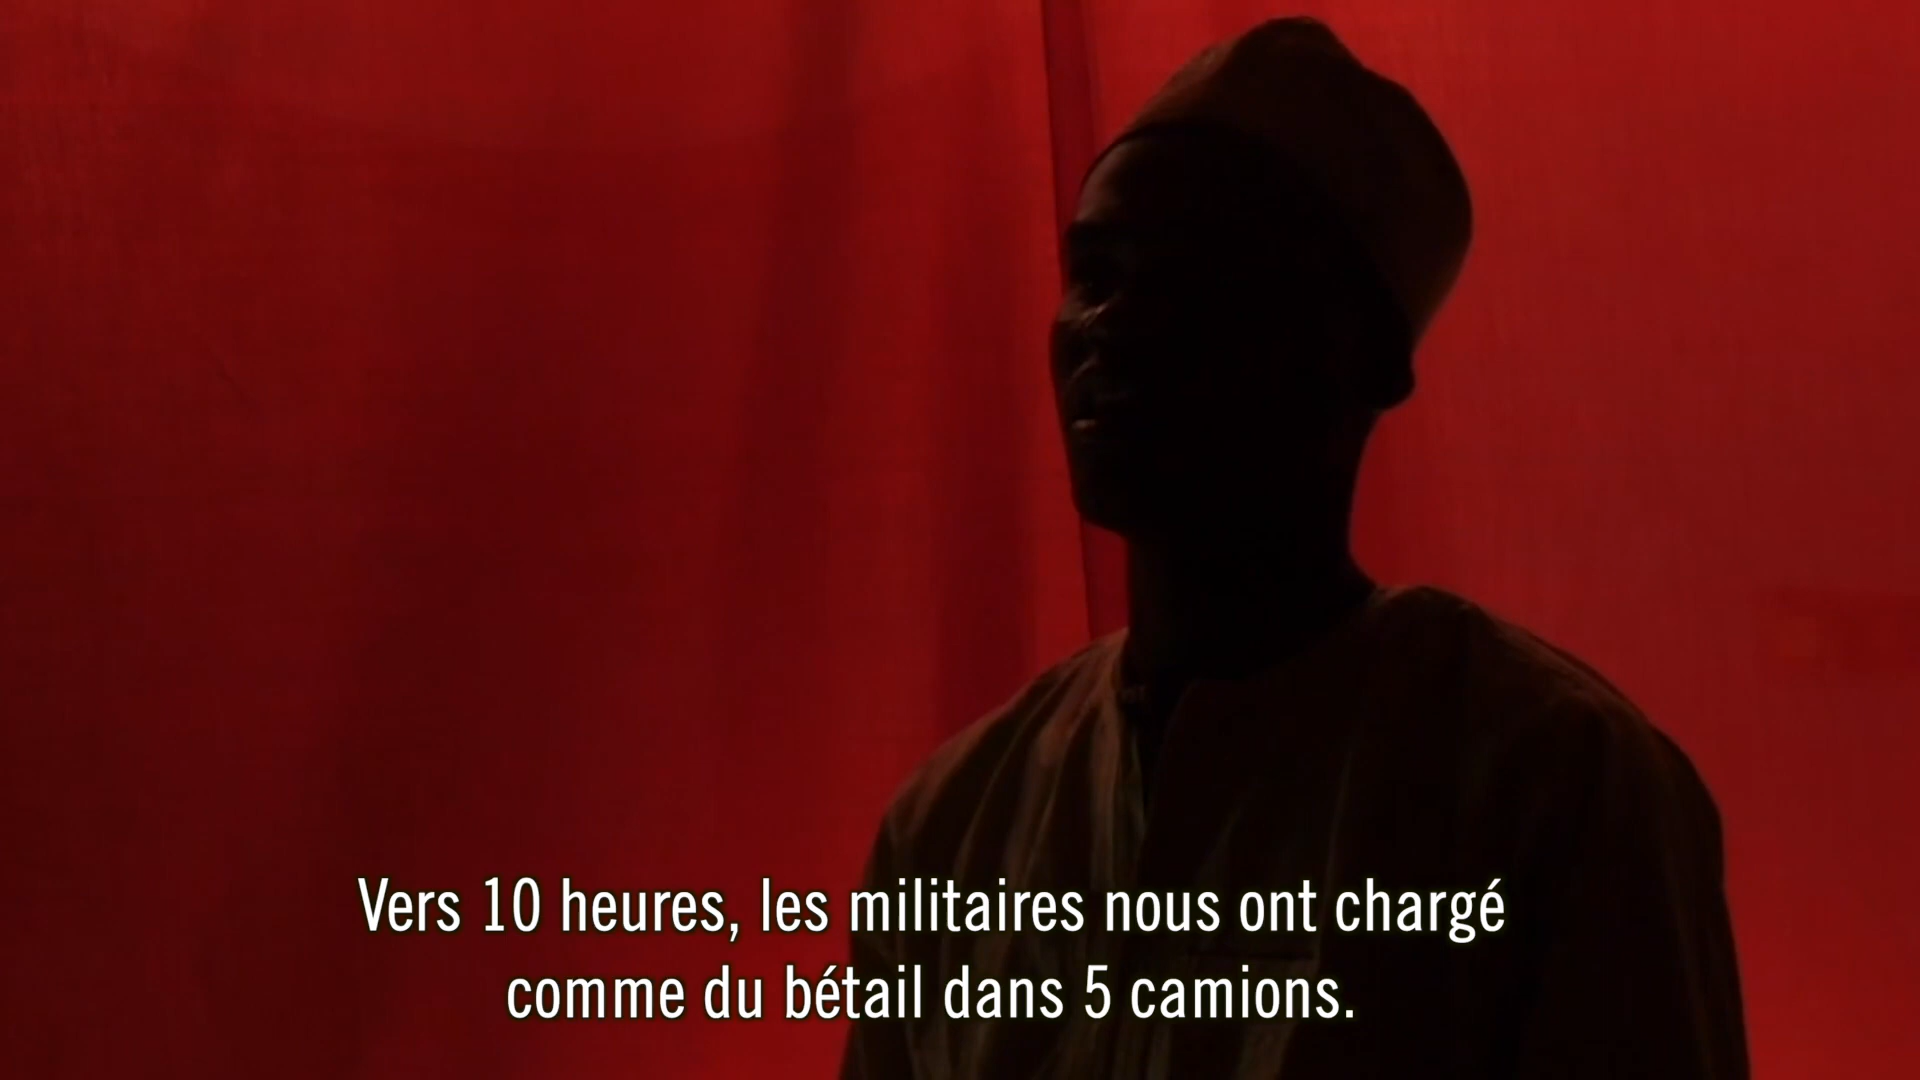 Vers 10 heures, les militaires nous ont chargé
comme du bétail dans 5 camions.